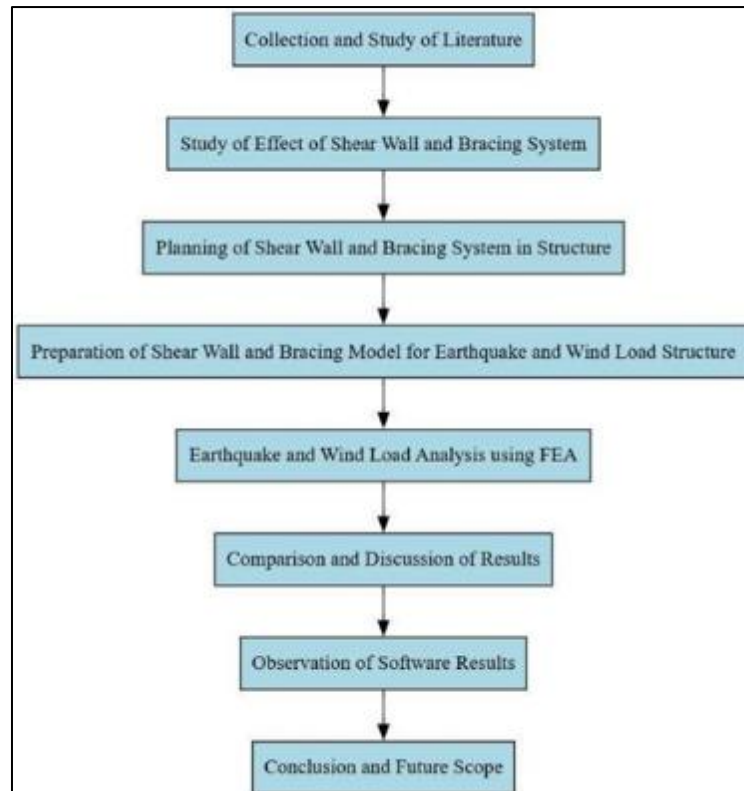 Collection and Study of Literature
Study of Effect of Shear Wall and Bracing System
Planning of Shear Wall and Bracing System in Structure
Preparation of Shear Wall and Bracing Model for Earthquake and Wind Load Structure
Earthquake and Wind Load Analysis using FEA
Comparison and Discussion of Results
Observation of Software Results
Conclusion and Future Scope